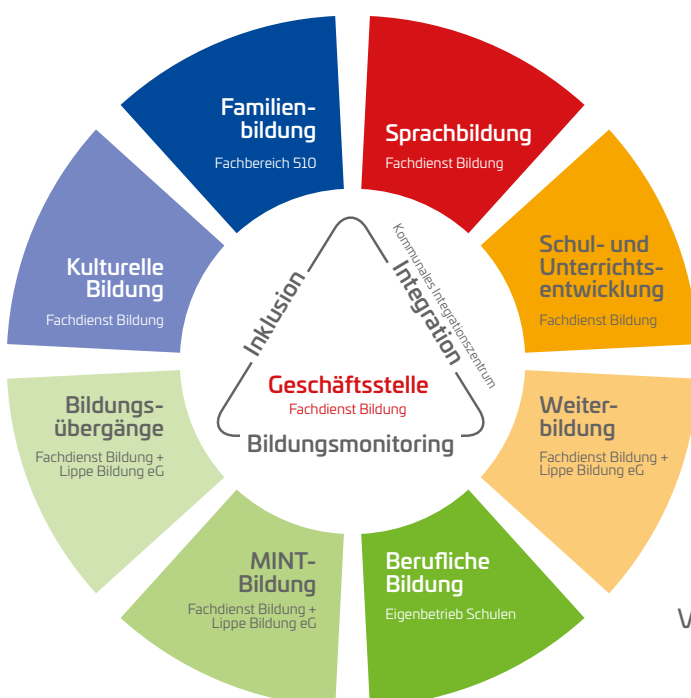 Familien-
bildung
Fachbereich 510
Sprachbildung
Fachdienst Bildung
Schul- und
Unterrichts-
entwicklung
Fachdienst Bildung
Weiter-
bildung
Fachdienst Bildung +
Lippe Bildung eG
Berufliche
Bildung
Eigenbetrieb Schulen
MINT-
Bildung
Fachdienst Bildung +
Lippe Bildung eG
Bildungs-
übergänge
Fachdienst Bildung +
Lippe Bildung eG
Kulturelle
Bildung
Fachdienst Bildung
Inklusion
Kommunales Integrationszentrum
Integration
Geschäftsstelle
Fachdienst Bildung
Bildungsmonitoring